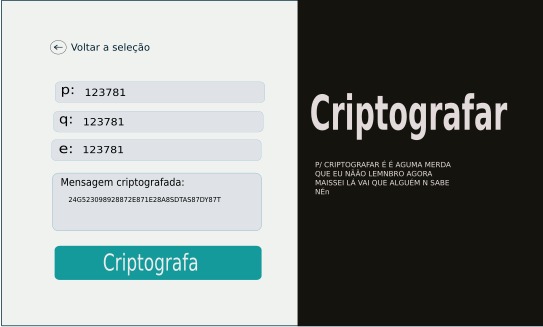 Voltar a seleção
p: 123781
q: 123781
e: 123781
Mensagem criptografada:
24G523098928872E871E28A8SDTAS87DY87T
Criptografa
Criptografar
P/ CRIPTOGRAFAR É É AGUMA MERDA
QUE EU NÃÃO LEMNBRO AGORA
MAISSEI LÁ VAI QUE ALGUÉM N SABE
NÉn